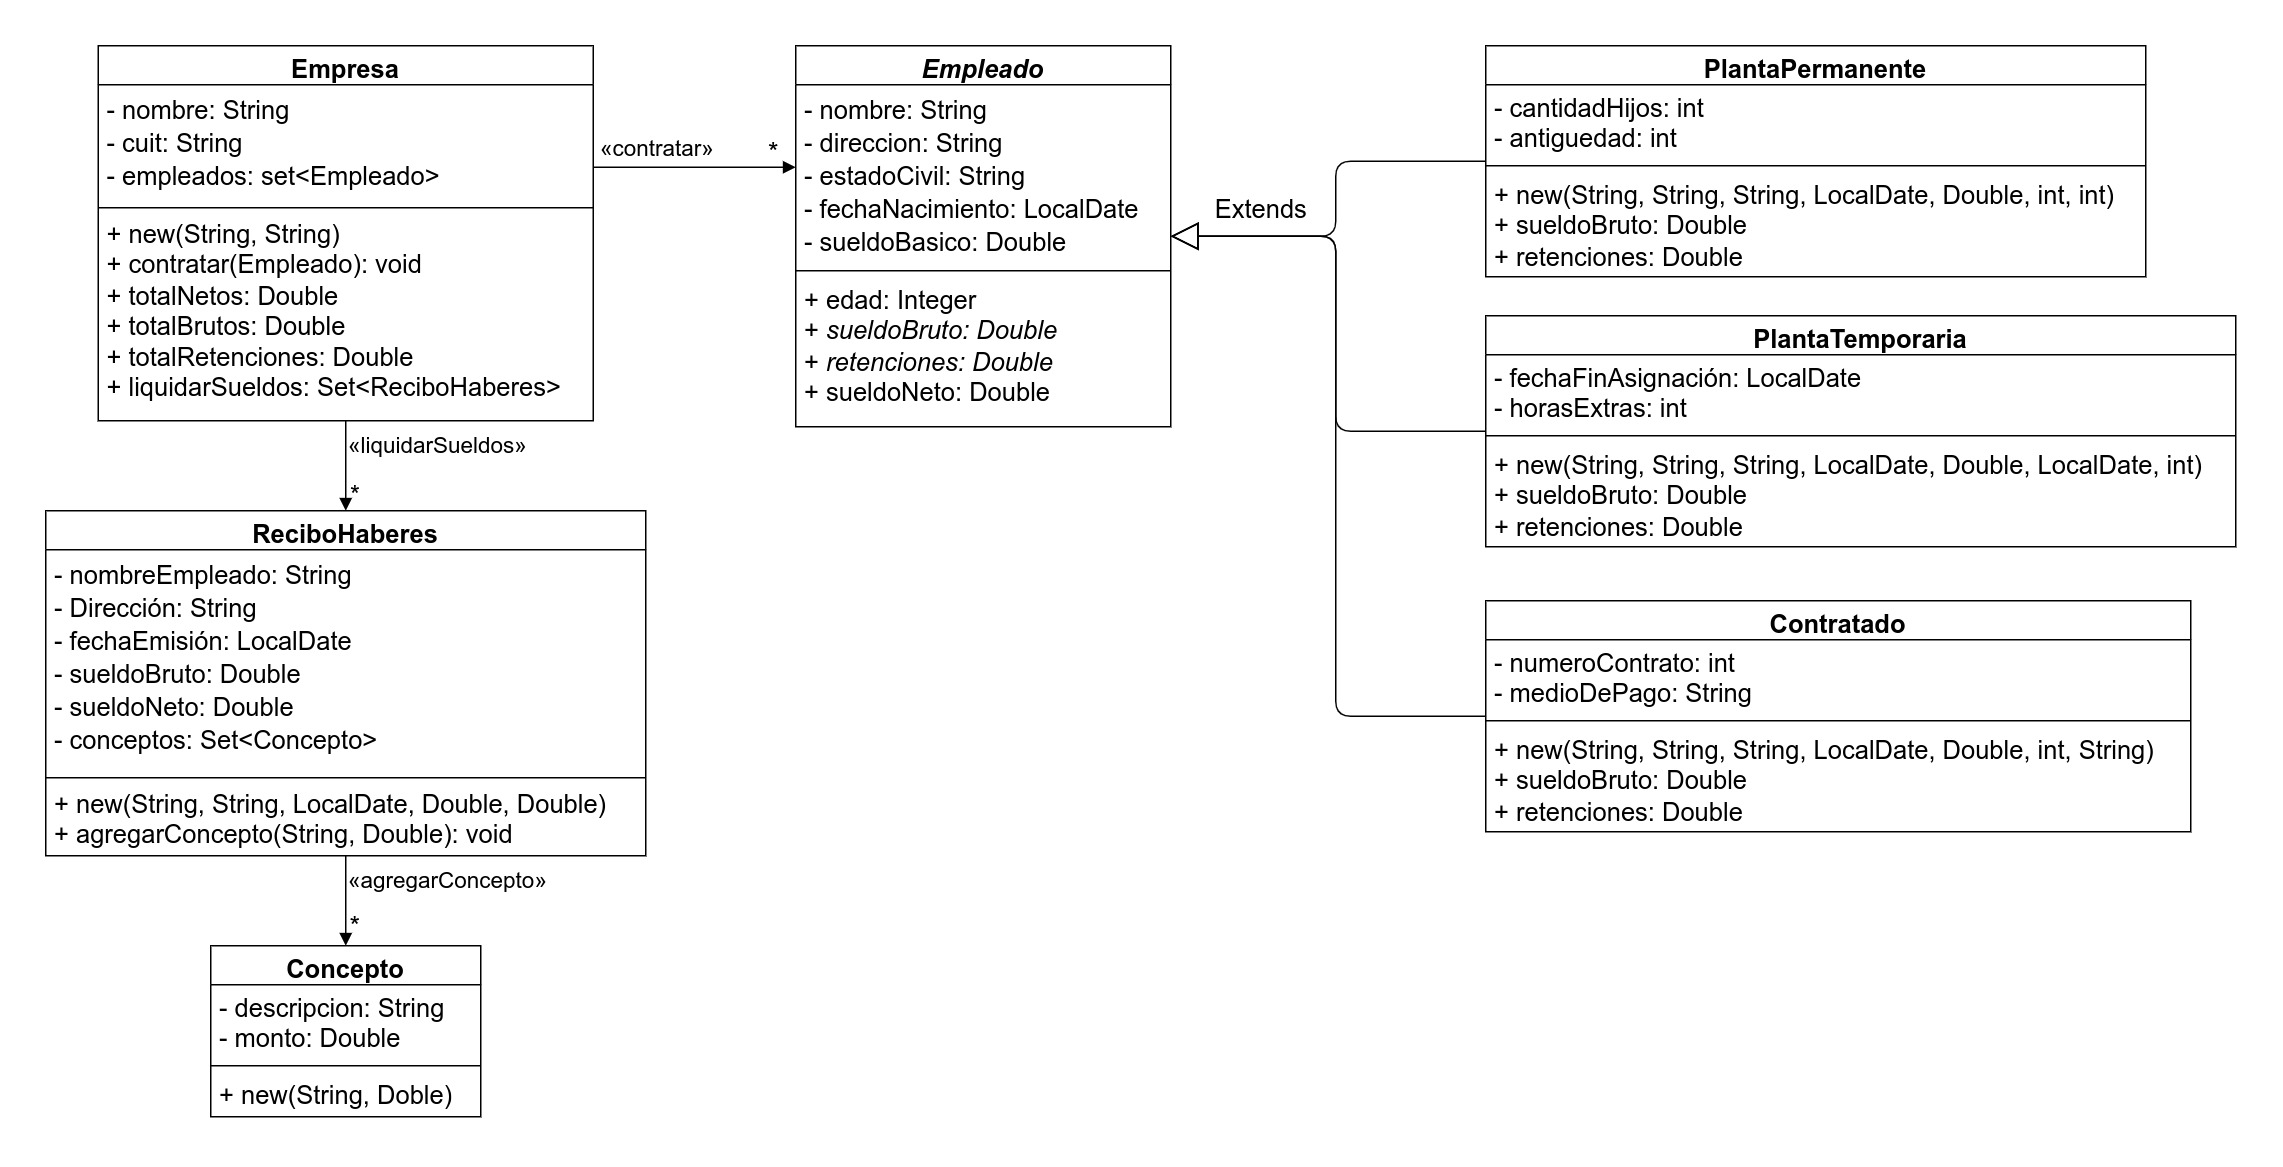 Empresa
- nombre: String
- cuit: String
- empleados: set<Empleado>
+ new(String, String)
+ contratar(Empleado): void
+ totalNetos: Double
+ totalBrutos: Double
+ totalRetenciones: Double
+ liquidarSueldos: Set<ReciboHaberes>
«contratar»
*
Empleado
- nombre: String
- direccion: String
- estadoCivil: String
- fechaNacimiento: LocalDate
- sueldoBasico: Double
+ edad: Integer
+ sueldoBruto: Double
+ retenciones: Double
+ sueldoNeto: Double
Extends
PlantaPermanente
- cantidadHijos: int
- antiguedad: int
+ new(String, String, String, LocalDate, Double, int, int)
+ sueldoBruto: Double
+ retenciones: Double
PlantaTemporaria
- fechaFinAsignación: LocalDate
- horasExtras: int
+ new(String, String, String, LocalDate, Double, LocalDate, int)
+ sueldoBruto: Double
+ retenciones: Double
Contratado
- numeroContrato: int
- medioDePago: String
+ new(String, String, String, LocalDate, Double, int, String)
+ sueldoBruto: Double
+ retenciones: Double
«liquidarSueldos»
*
ReciboHaberes
- nombreEmpleado: String
- Dirección: String
- fechaEmisión: LocalDate
- sueldoBruto: Double
- sueldoNeto: Double
- conceptos: Set<Concepto>
+ new(String, String, LocalDate, Double, Double)
+ agregarConcepto(String, Double): void
«agregarConcepto»
*
Concepto
- descripcion: String
- monto: Double
+ new(String, Doble)